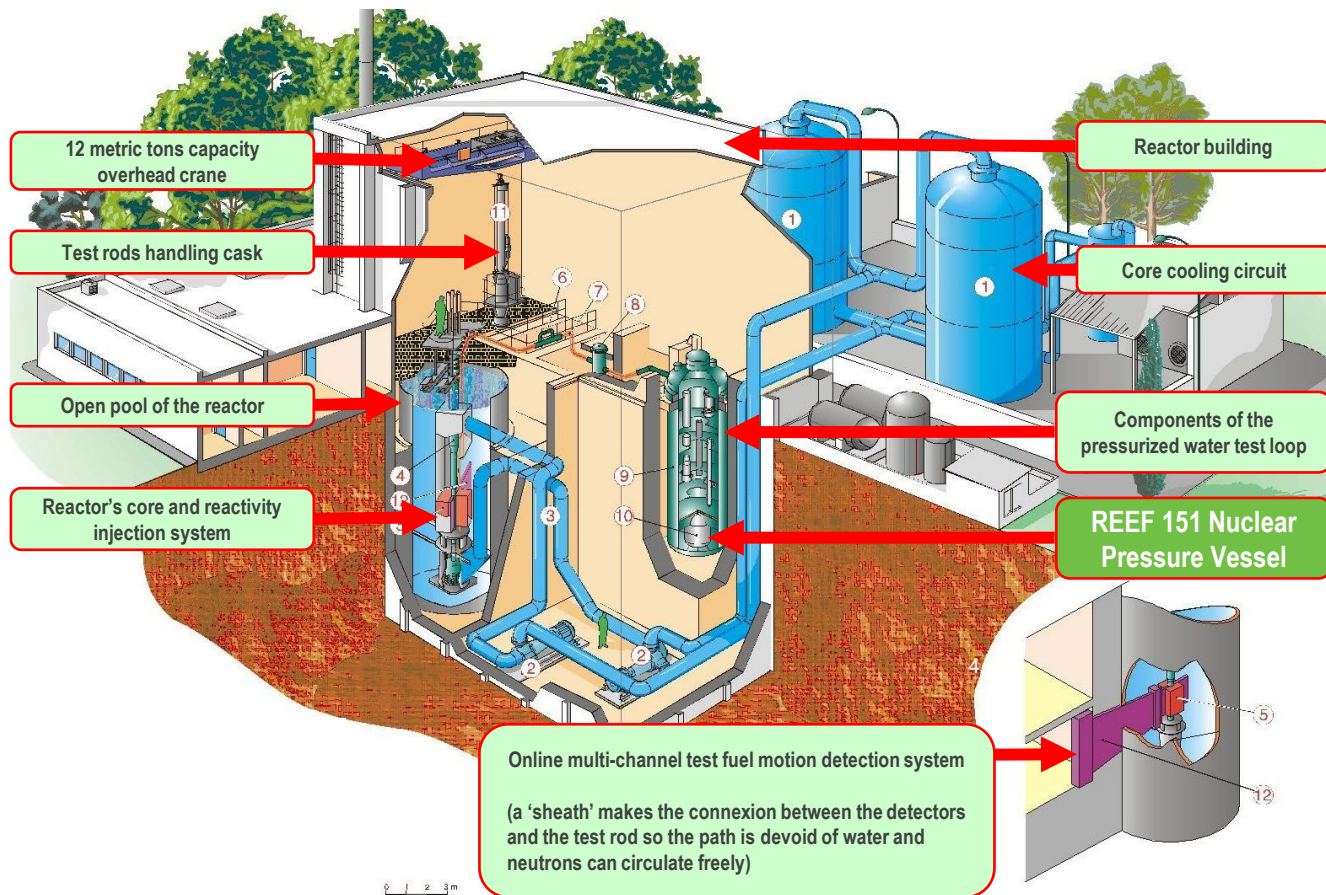 12 metric tons capacity
overhead crane
Reactor building
11
1
Test rods handling cask
6
7
8
Core cooling circuit
1
Open pool of the reactor
Components of the
pressurized water test loop
4
9
12
3
Reactor's core and reactivity
injection system
10
REEF 151 Nuclear
Pressure Vessel
2
2
4
5
Online multi-channel test fuel motion detection system
(a ‘sheath’ makes the connexion between the detectors
and the test rod so the path is devoid of water and
neutrons can circulate freely)
12
0 1 2 3 m